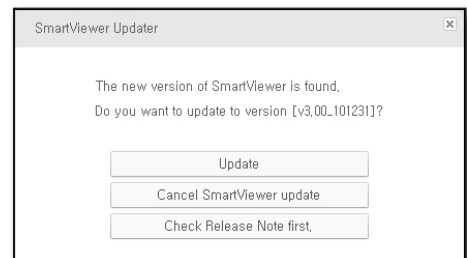 SmartViewer Updater
The new version of SmartViewer is found.
Do you want to update to version [v3.00_101231]?
Update
Cancel SmartViewer update
Check Release Note first.